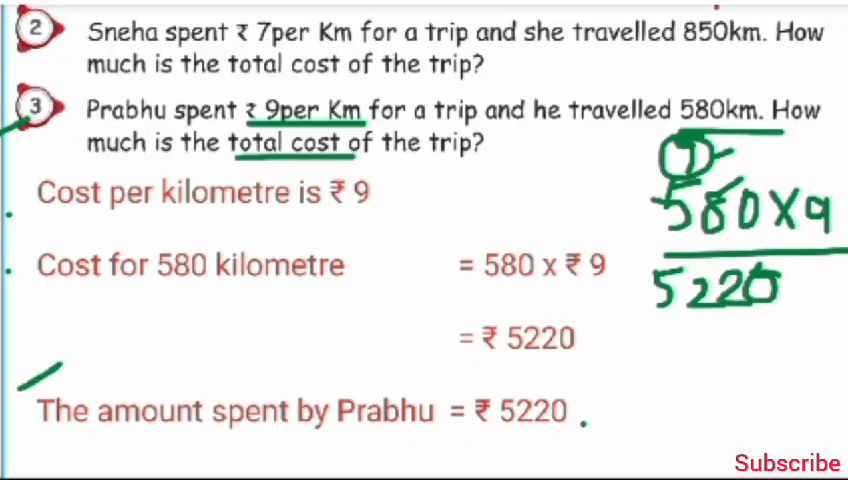 2 Sneha spent ₹ 7per Km for a trip and she travelled 850km. How
much is the total cost of the trip?
3 Prabhu spent ₹ 9per Km for a trip and he travelled 580km. How
much is the total cost of the trip?
Cost per kilometre is ₹ 9
Cost for 580 kilometre = 580 x ₹ 9
= ₹ 5220
The amount spent by Prabhu = ₹ 5220 .
7
580 X 9
5220
Subscribe